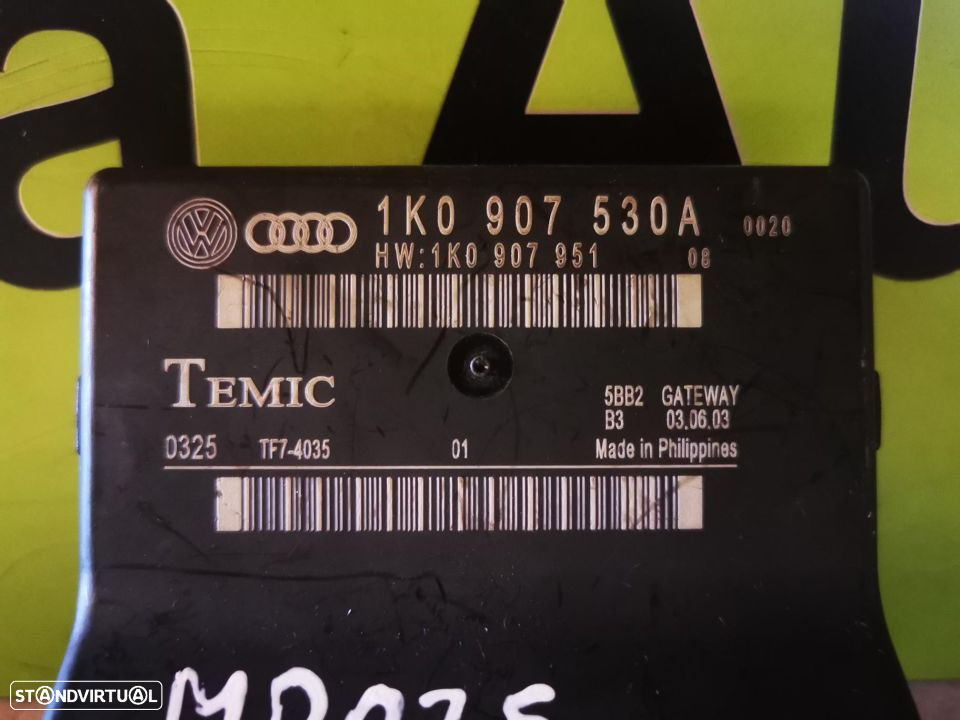 a A
1K0 907 530A 0020
HW:1K0 907 951 08
TEMIC
5BB2 GATEWAY
B3 03.06.03
0325 TF7-4035 01 Made in Philippines
STANDVIRTUAL